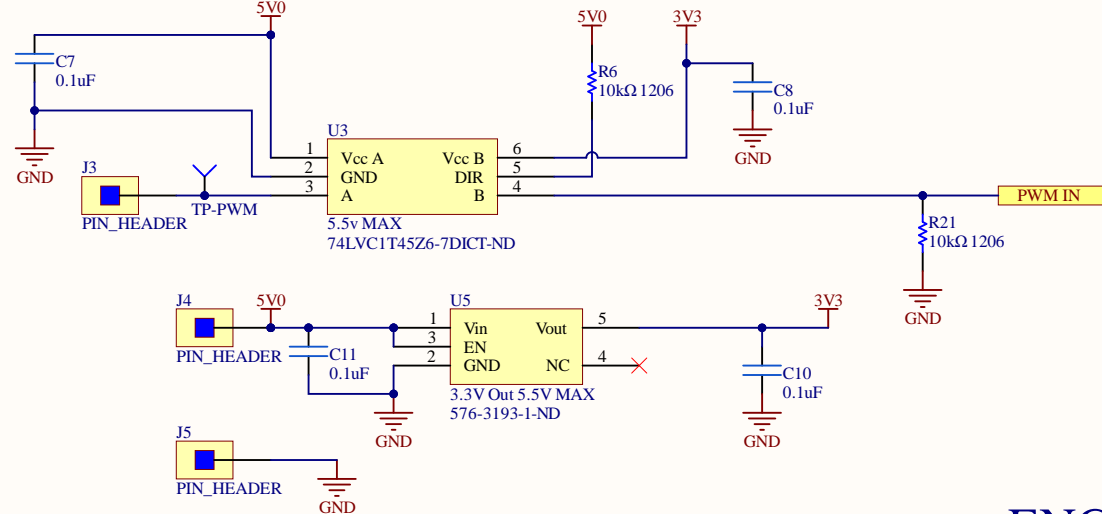 5V0
C7
0.1uF
GND
5V0
R6
10kΩ 1206
3V3
C8
0.1uF
GND
U3
1 Vcc A Vcc B 6
2 GND DIR 5
3 A B 4
5.5v MAX
74LVC1T45Z6-7DICT-ND
J3
PIN_HEADER
TP-PWM
PWM IN
R21
10kΩ 1206
GND
J4
PIN_HEADER
5V0
C11
0.1uF
GND
U5
1 Vin Vout 5
3 EN
2 GND NC 4
3.3V Out 5.5V MAX
576-3193-1-ND
3V3
C10
0.1uF
GND
J5
PIN_HEADER
GND